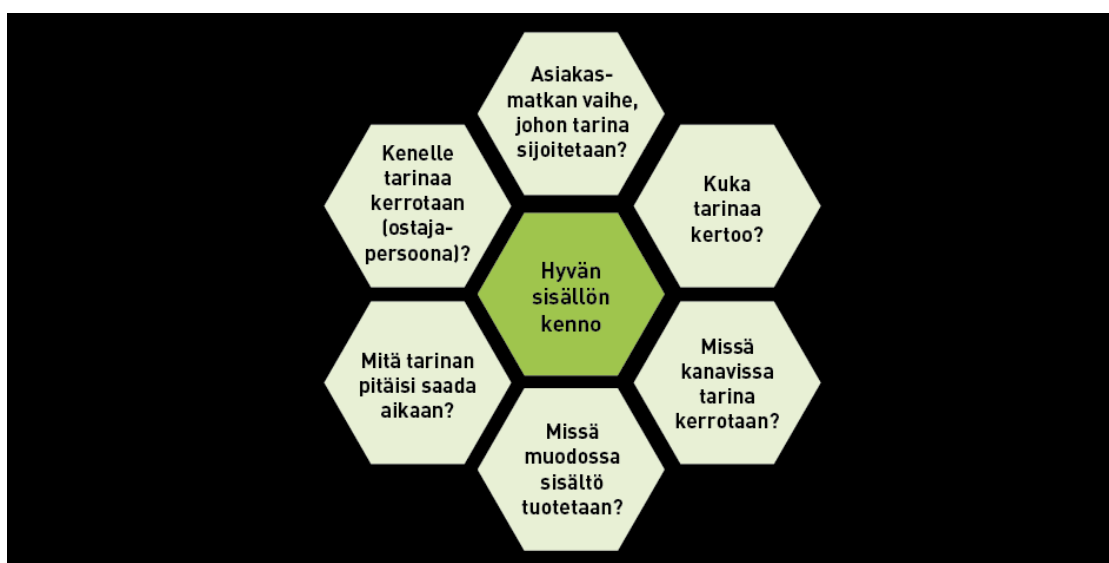 Asiakas-
matkan vaihe,
johon tarina
sijoitetaan?
Kenelle
tarinaa
kerrotaan
(ostaja-
persoona)?
Kuka
tarinaa
kertoo?
Hyvän
sisällön
kenno
Mitä tarinan
pitäisi saada
aikaan?
Missä
kanavissa
tarina
kerrotaan?
Missä
muodossa
sisältö
tuotetaan?